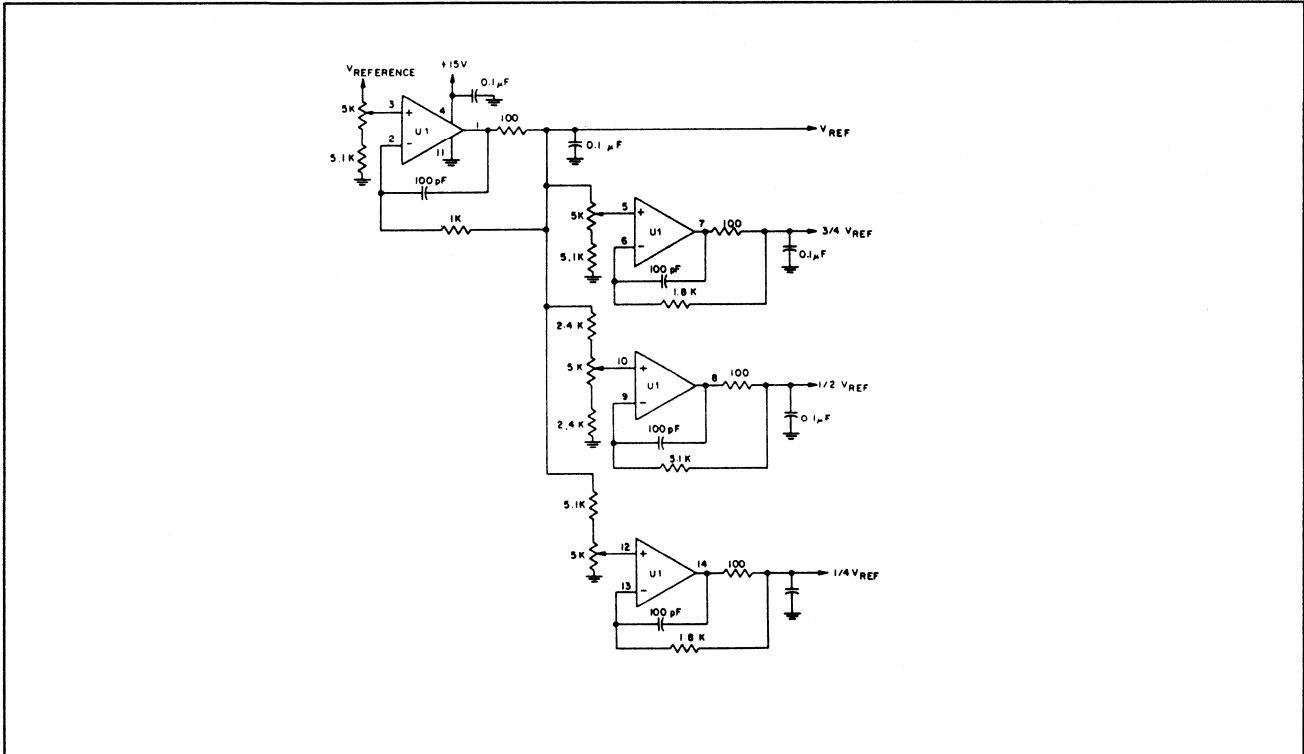 VREFERENCE
+15V
0.1µF
5K
3
+
4
U1
1
100
VREF
2
−
11
0.1 µF
5.1K
100 pF
1K
5K
5
+
7
100
3/4 VREF
U1
6
−
5.1K
0.1µF
100 pF
1.8 K
2.4 K
5K
10
+
8
100
1/2 VREF
U1
9
−
0.1µF
2.4K
100 pF
5.1K
5.1K
5K
12
+
14
100
1/4 VREF
U1
13
−
100 pF
1.8 K